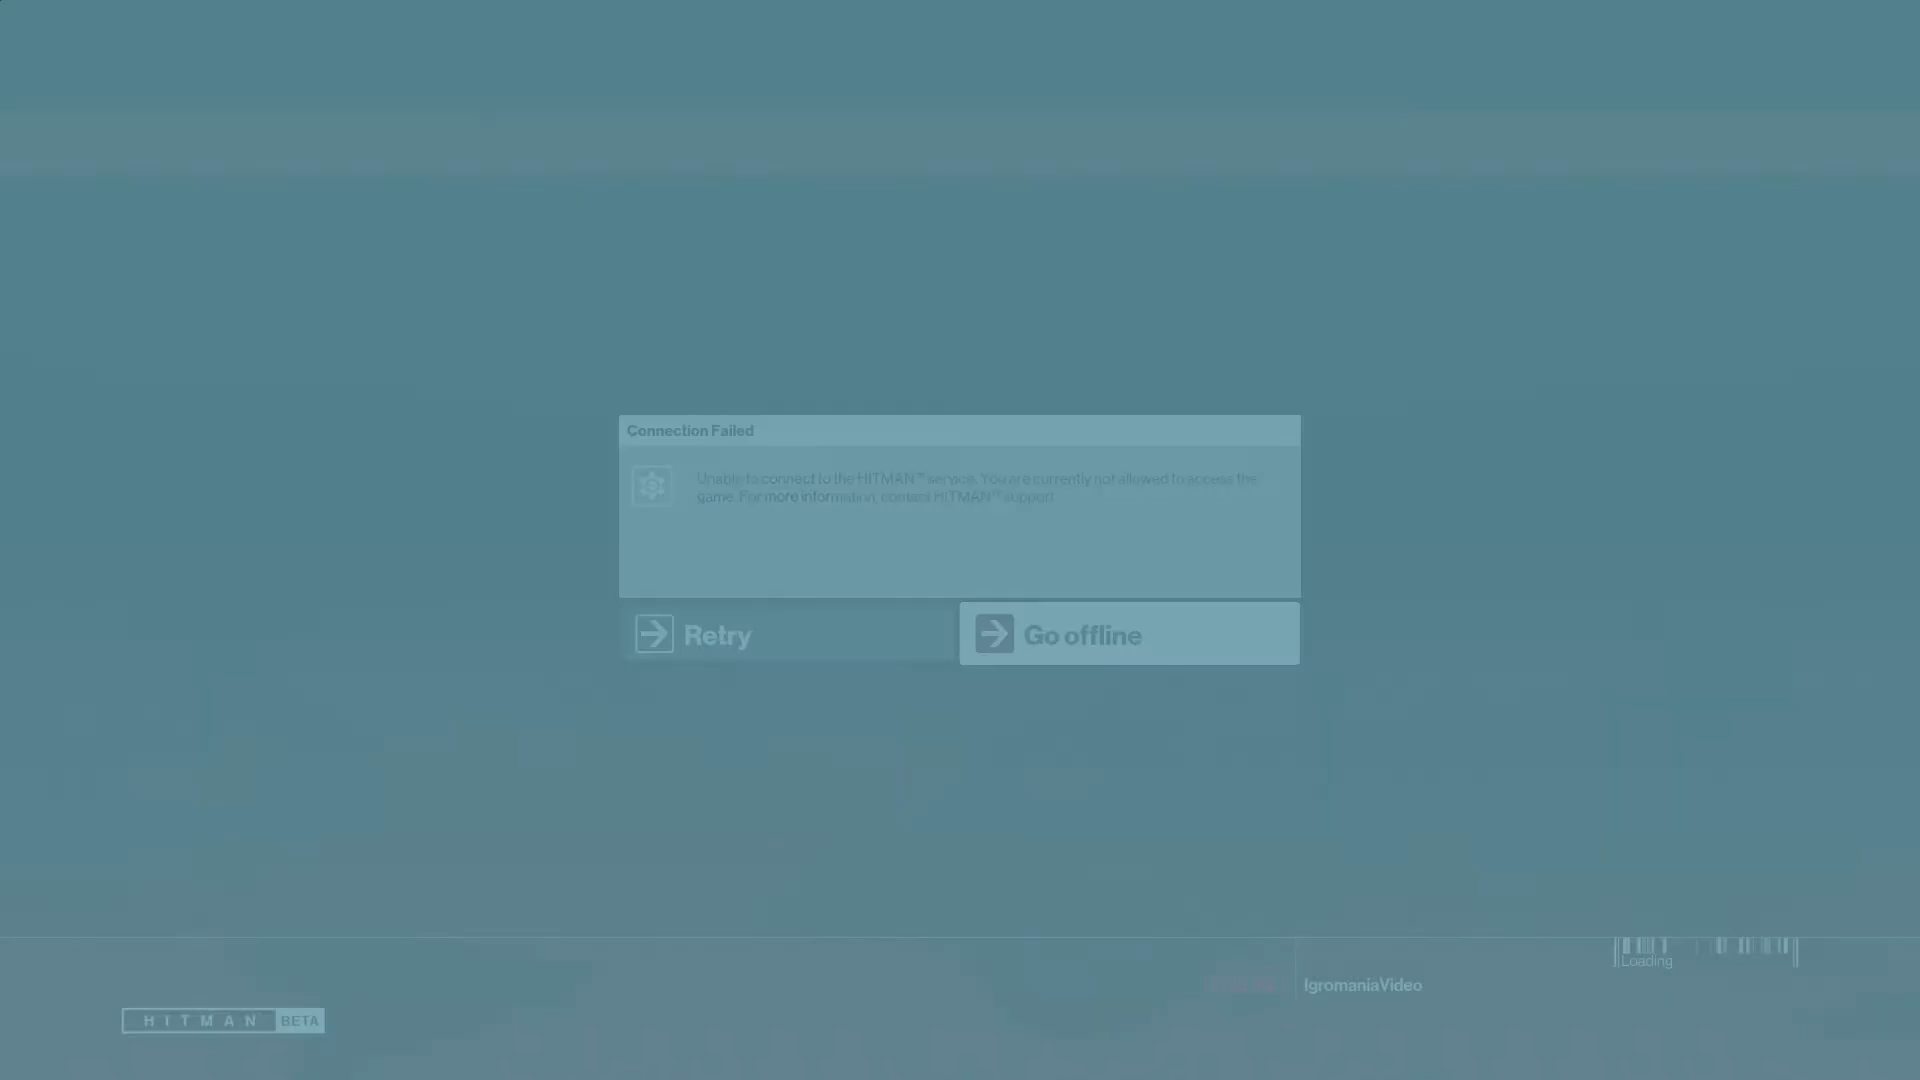 Connection Failed
Unable to connect to the HITMAN™ service. You are currently not allowed to access the
game. For more information, contact HITMAN™ support.
Retry
Go offline
Loading
IgromaniaVideo
HITMAN BETA